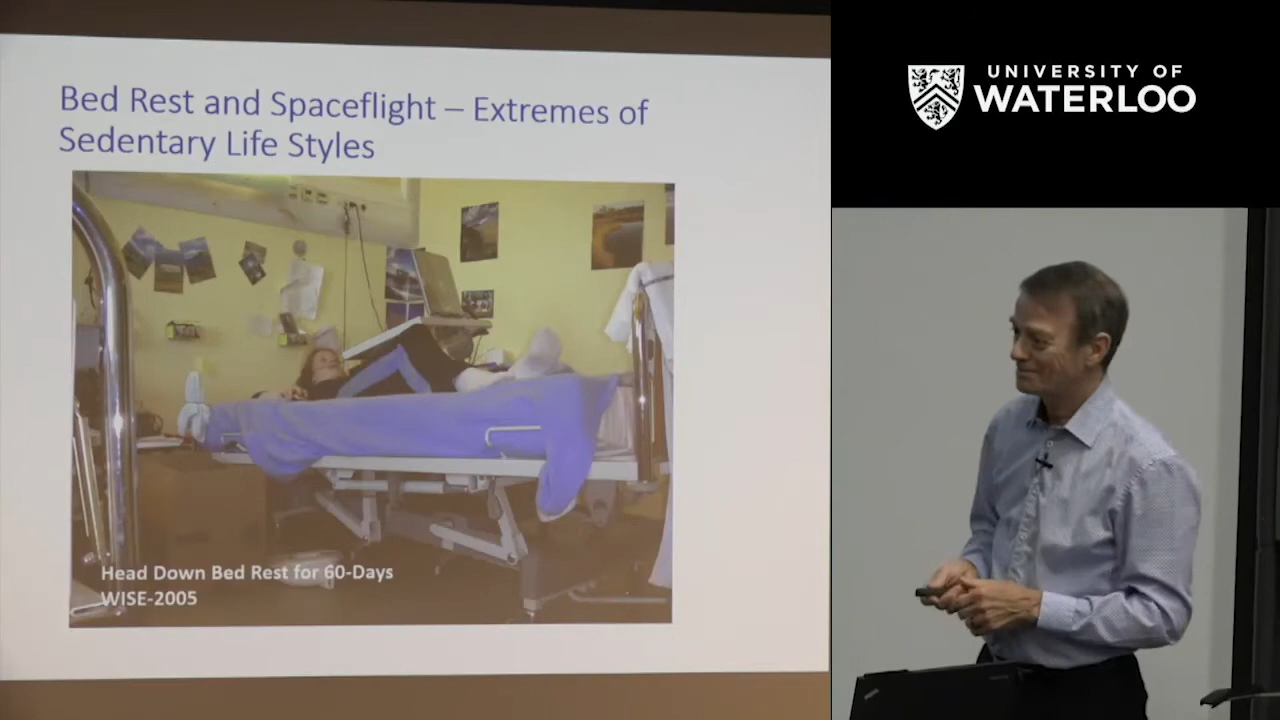 Bed Rest and Spaceflight – Extremes of
Sedentary Life Styles
Head Down Bed Rest for 60-Days
WISE-2005
UNIVERSITY OF
WATERLOO